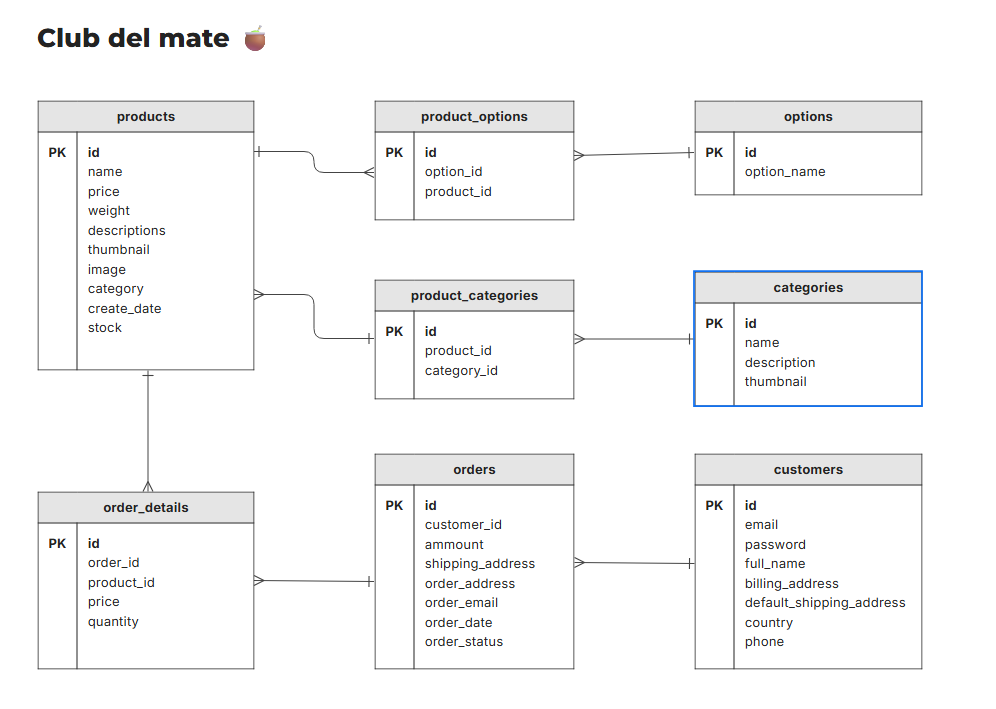 Club del mate 🧉
products
PK id
name
price
weight
descriptions
thumbnail
image
category
create_date
stock
product_options
PK id
option_id
product_id
options
PK id
option_name
product_categories
PK id
product_id
category_id
categories
PK id
name
description
thumbnail
order_details
PK id
order_id
product_id
price
quantity
orders
PK id
customer_id
ammount
shipping_address
order_address
order_email
order_date
order_status
customers
PK id
email
password
full_name
billing_address
default_shipping_address
country
phone